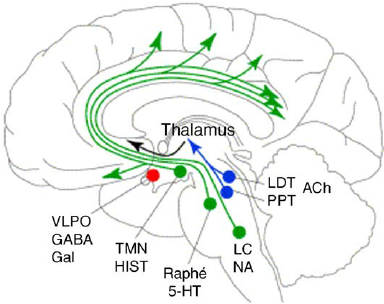 Thalamus
LDT
PPT
ACh
VLPO
GABA
Gal
TMN
HIST
Raphé
5-HT
LC
NA